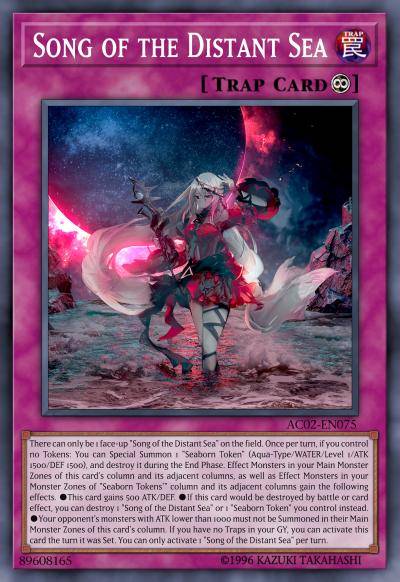 SONG OF THE DISTANT SEA
TRAP
罠
[TRAP CARD]
AC02-EN075
There can only be 1 face-up "Song of the Distant Sea" on the field. Once per turn, if you control
no Tokens: You can Special Summon 1 "Seaborn Token" (Aqua-Type/WATER/Level 1/ATK
1500/DEF 1500), and destroy it during the End Phase. Effect Monsters in your Main Monster
Zones of this card's column and its adjacent columns, as well as Effect Monsters in your
Monster Zones of "Seaborn Tokens'" column and its adjacent columns gain the following
effects. ●This card gains 500 ATK/DEF. ●If this card would be destroyed by battle or card
effect, you can destroy 1 "Song of the Distant Sea" or 1 "Seaborn Token" you control instead.
●Your opponent's monsters with ATK lower than 1000 must be Summoned in their Main
Monster Zones of this card's column. If you have no Traps in your GY, you can activate this
card the turn it was Set. You can only activate 1 "Song of the Distant Sea" per turn.
89608165
©1996 KAZUKI TAKAHASHI